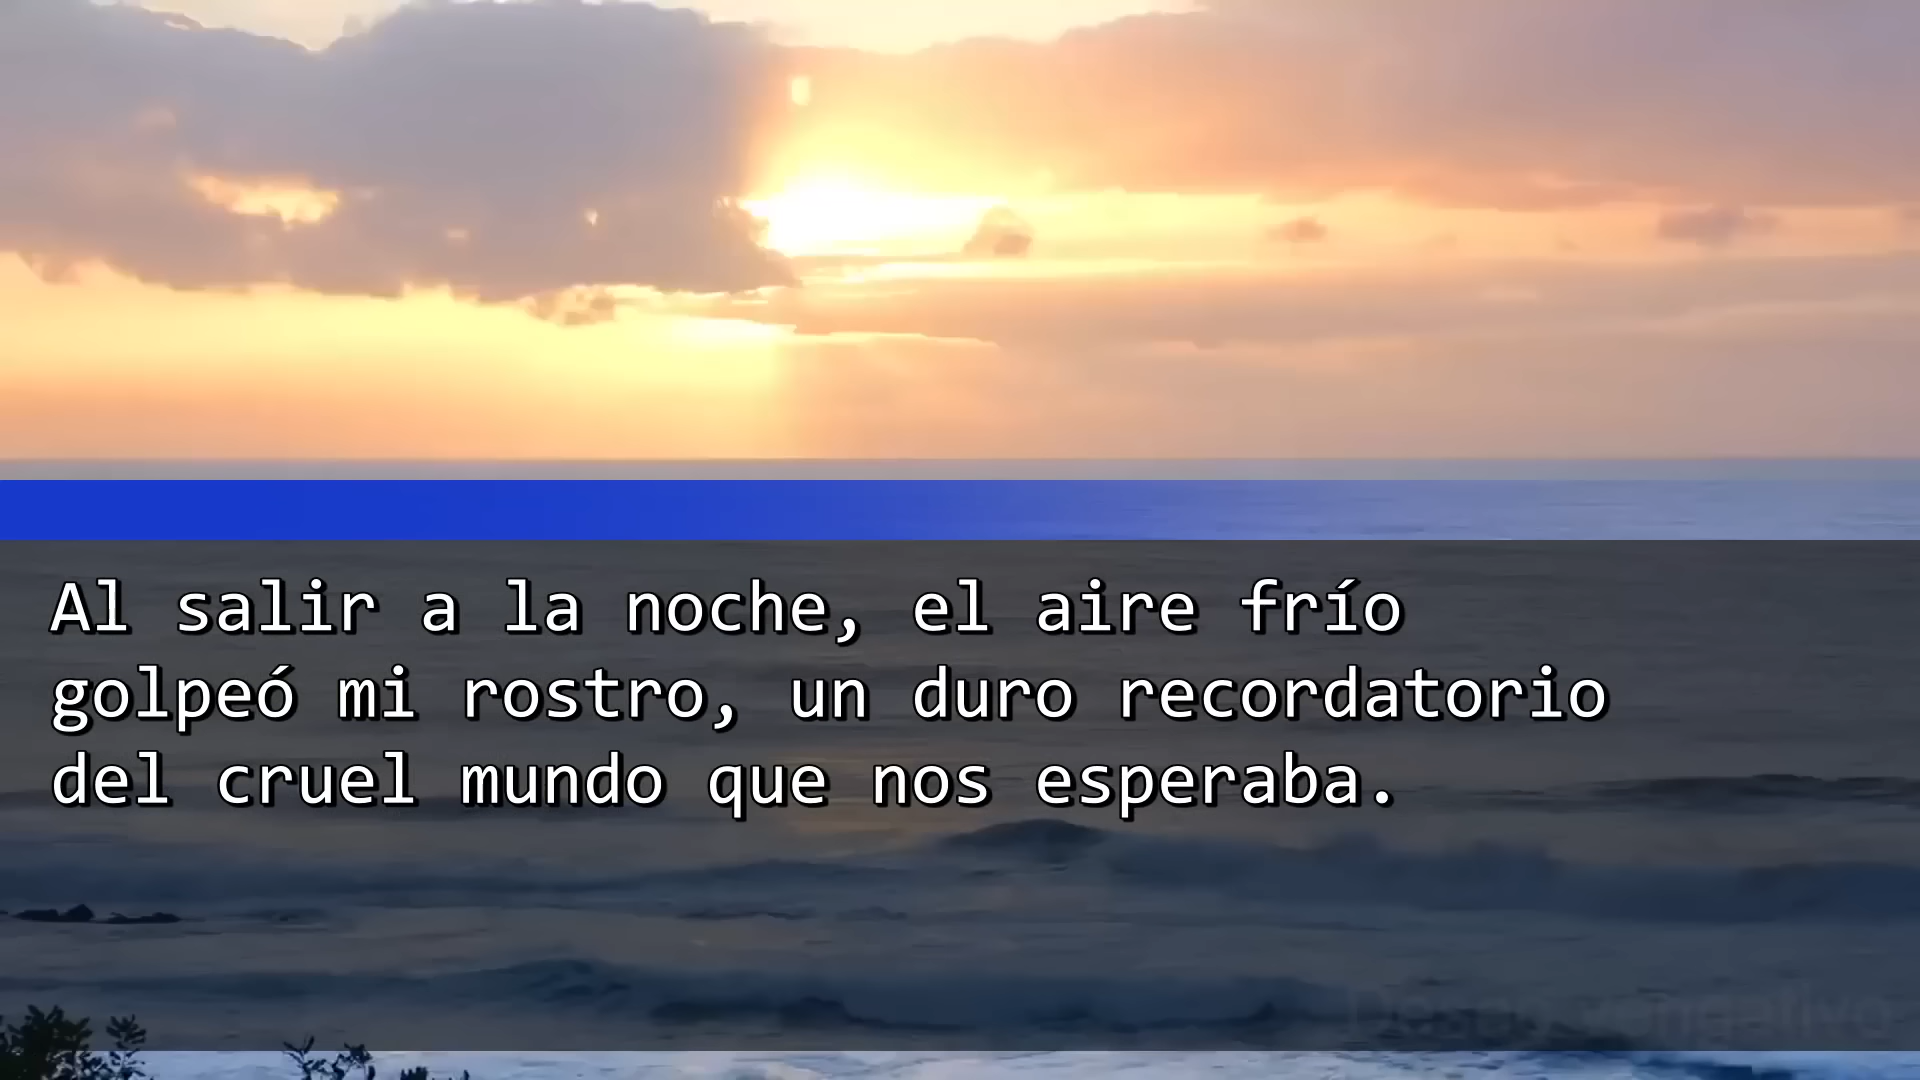 Al salir a la noche, el aire frío
golpeó mi rostro, un duro recordatorio
del cruel mundo que nos esperaba.